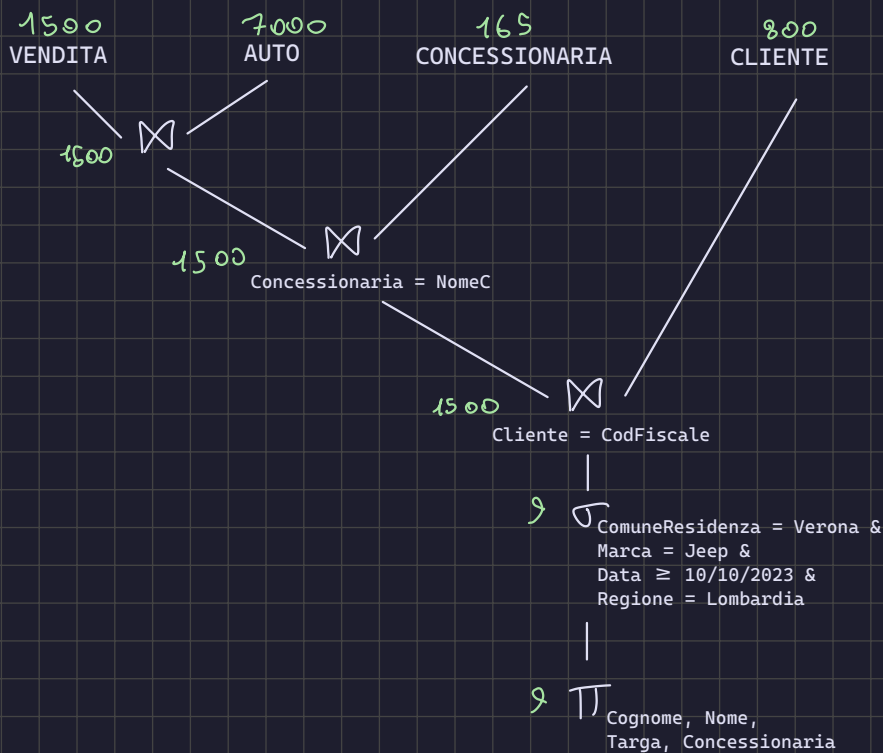 1500 7000 165 800
VENDITA AUTO CONCESSIONARIA CLIENTE
⋈
1500
⋈
1500
Concessionaria = NomeC
⋈
1500
Cliente = CodFiscale
9 σ
ComuneResidenza = Verona &
Marca = Jeep &
Data ≥ 10/10/2023 &
Regione = Lombardia
9 π
Cognome, Nome,
Targa, Concessionaria